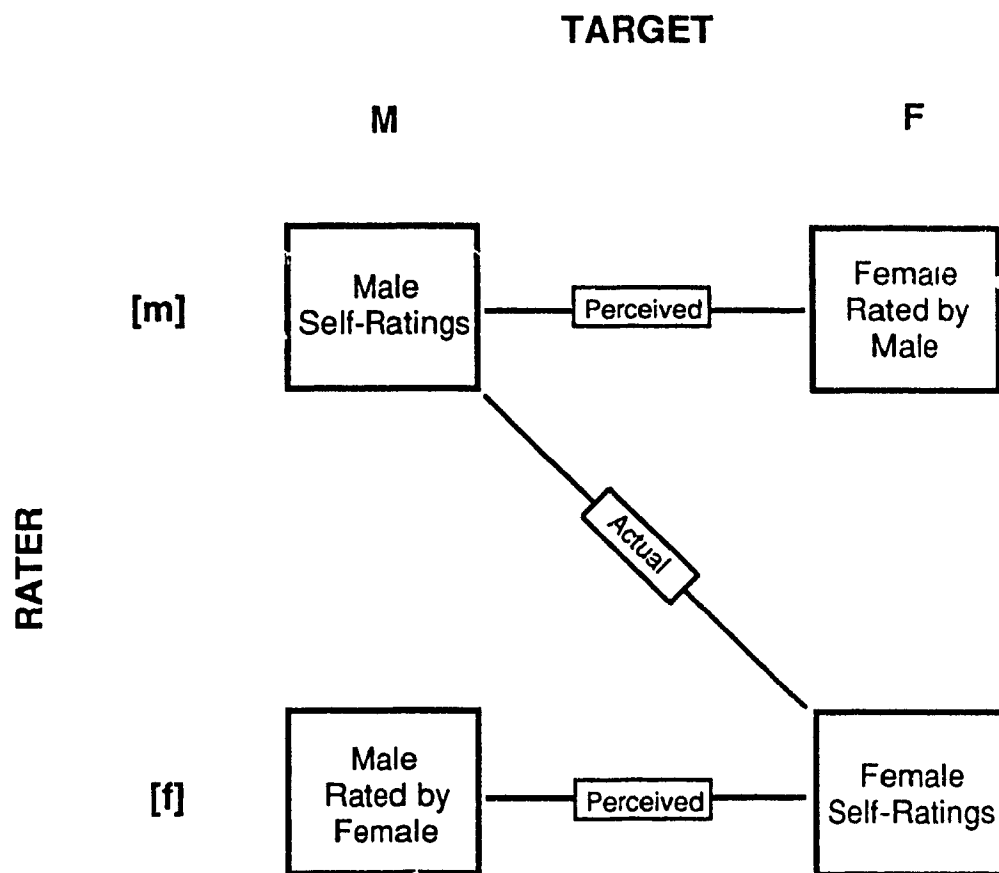 TARGET
M F
[m]
Male
Self-Ratings
Perceived
Female
Rated by
Male
Actual
RATER
[f]
Male
Rated by
Female
Perceived
Female
Self-Ratings